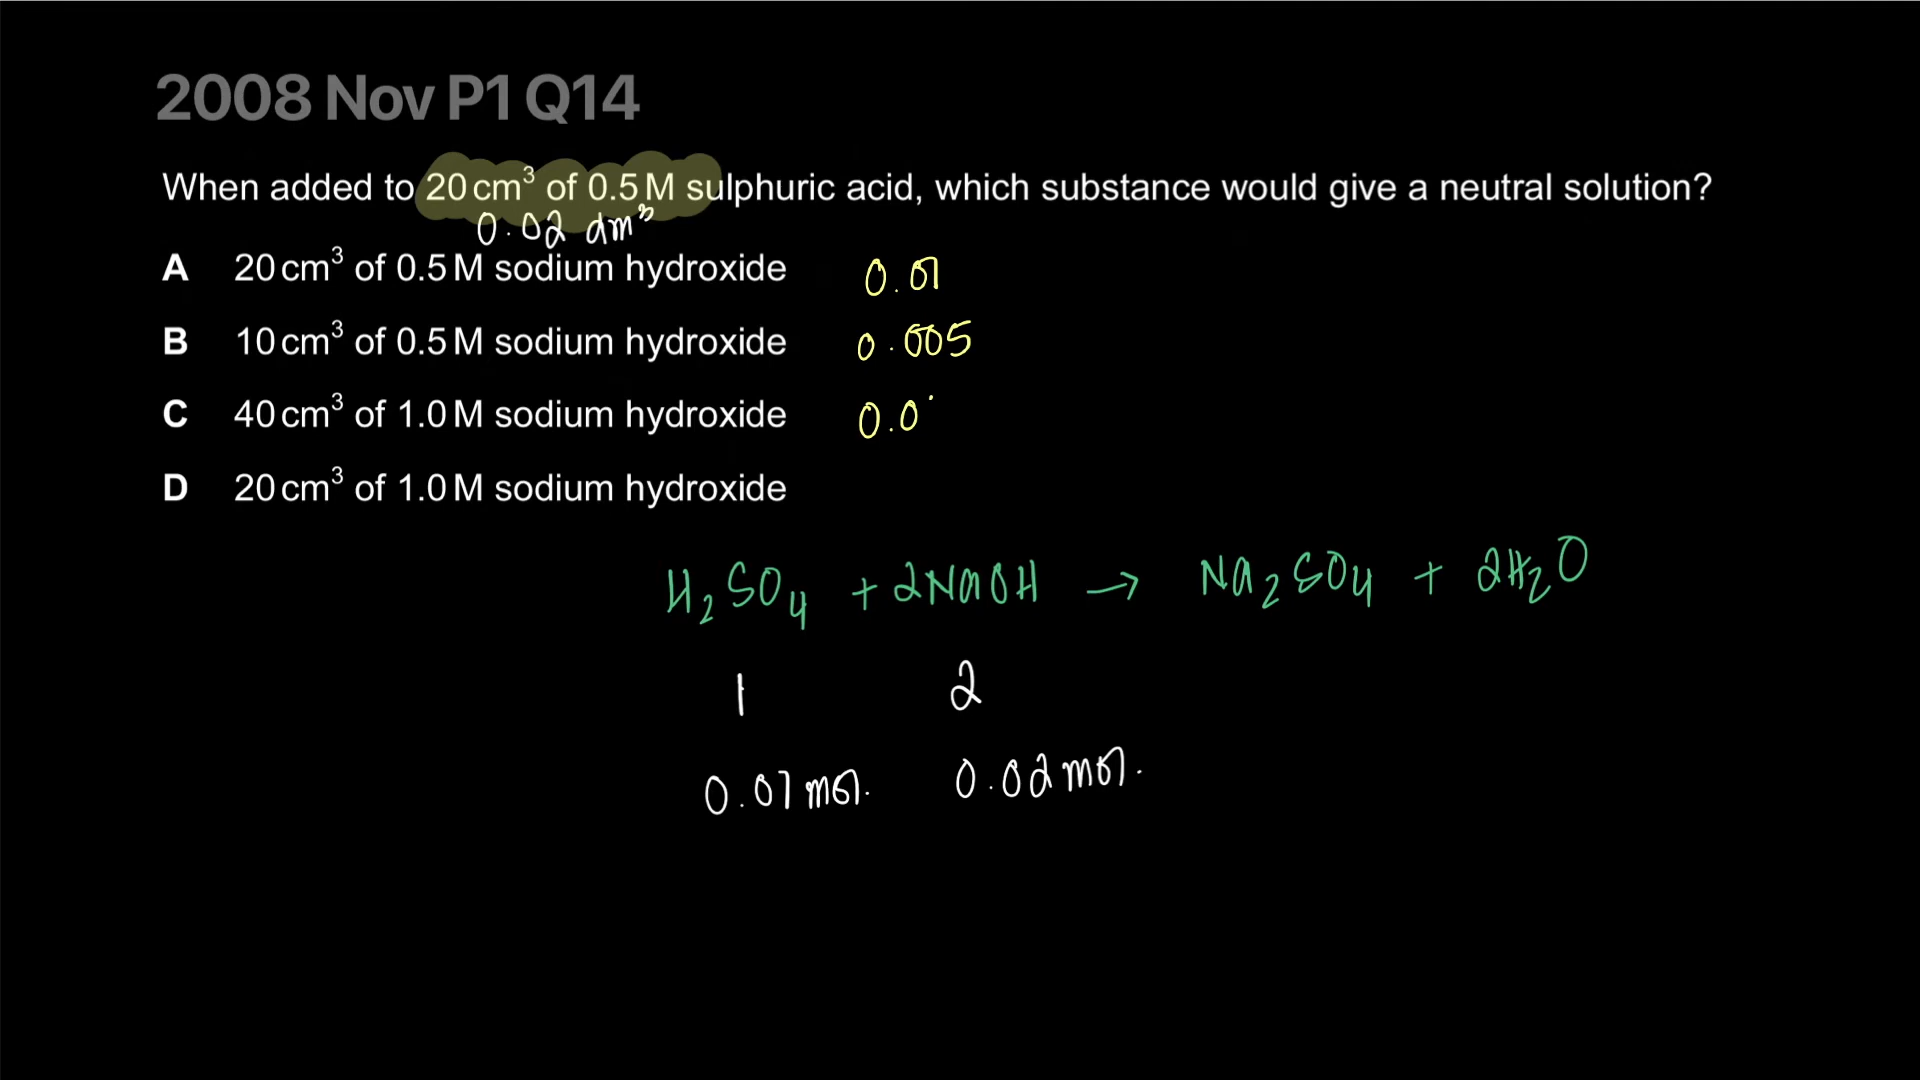 2008 Nov P1 Q14
When added to 20 cm³ of 0.5 M sulphuric acid, which substance would give a neutral solution?
0.02 dm³
A 20 cm³ of 0.5 M sodium hydroxide 0.01
B 10 cm³ of 0.5 M sodium hydroxide 0.005
C 40 cm³ of 1.0 M sodium hydroxide 0.0
D 20 cm³ of 1.0 M sodium hydroxide
H₂SO₄ + 2NaOH → Na₂SO₄ + 2H₂O
1 2
0.01 mol. 0.02 mol.